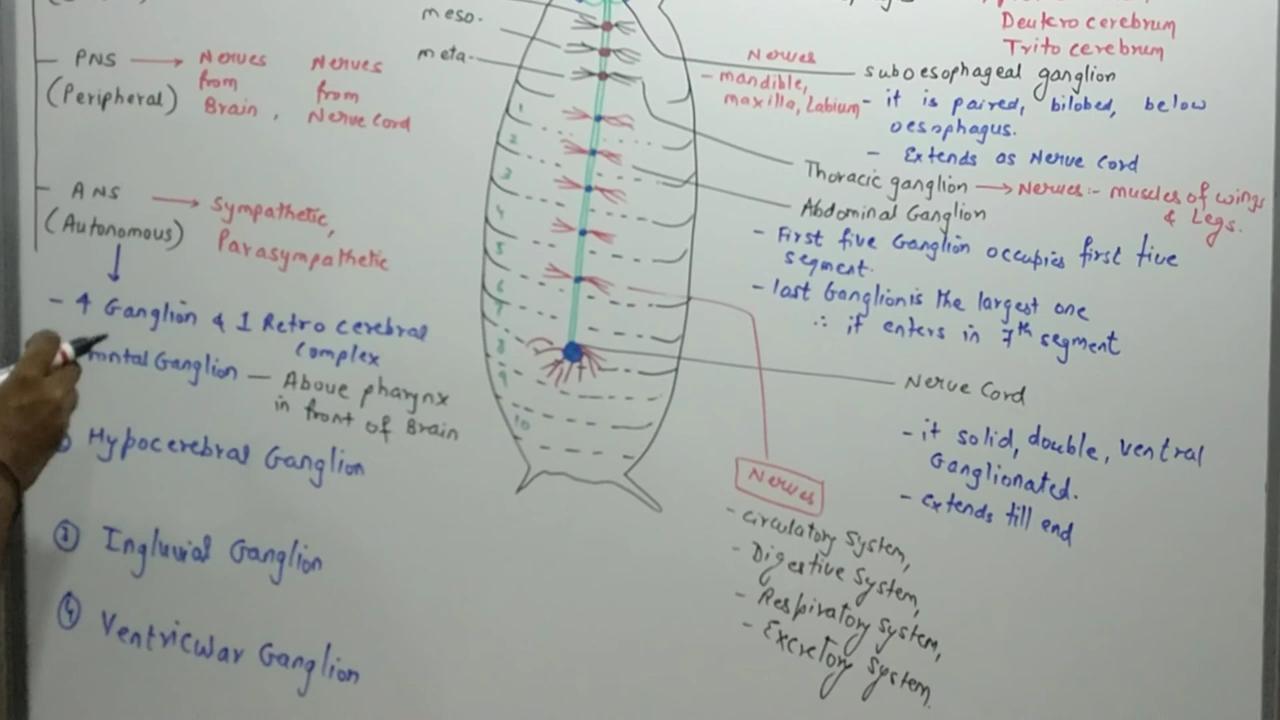 meso-
meta-
PNS → Nerves from Brain, Nerves from Nerve Cord
(Peripheral)
ANS → Sympathetic,
(Autonomous) Parasympathetic
- 4 Ganglion & 1 Retro cerebral
complex
Ganglion - Above pharynx
in front of Brain
Hypocerebral Ganglion
③ Ingluvial Ganglion
④ Ventricular Ganglion
1
2
3
4
5
6
7
8
9
10
Deutrocerebrum
Tritocerebrum
Nerves
- mandible,
maxilla, Labium
suboesophageal ganglion
- it is paired, bilobed, below
oesophagus.
- Extends as Nerve Cord
Thoracic ganglion → Nerves:- muscles of wings
& Legs.
Abdominal Ganglion
- First five Ganglion occupies first five
segment.
- last Ganglion is the largest one
∴ it enters in 7th segment
Nerve Cord
- it solid, double, ventral
Ganglionated.
- extends till end
Nerves
- circulatory system,
- Digestive system,
- Respiratory system,
- Excretory system.